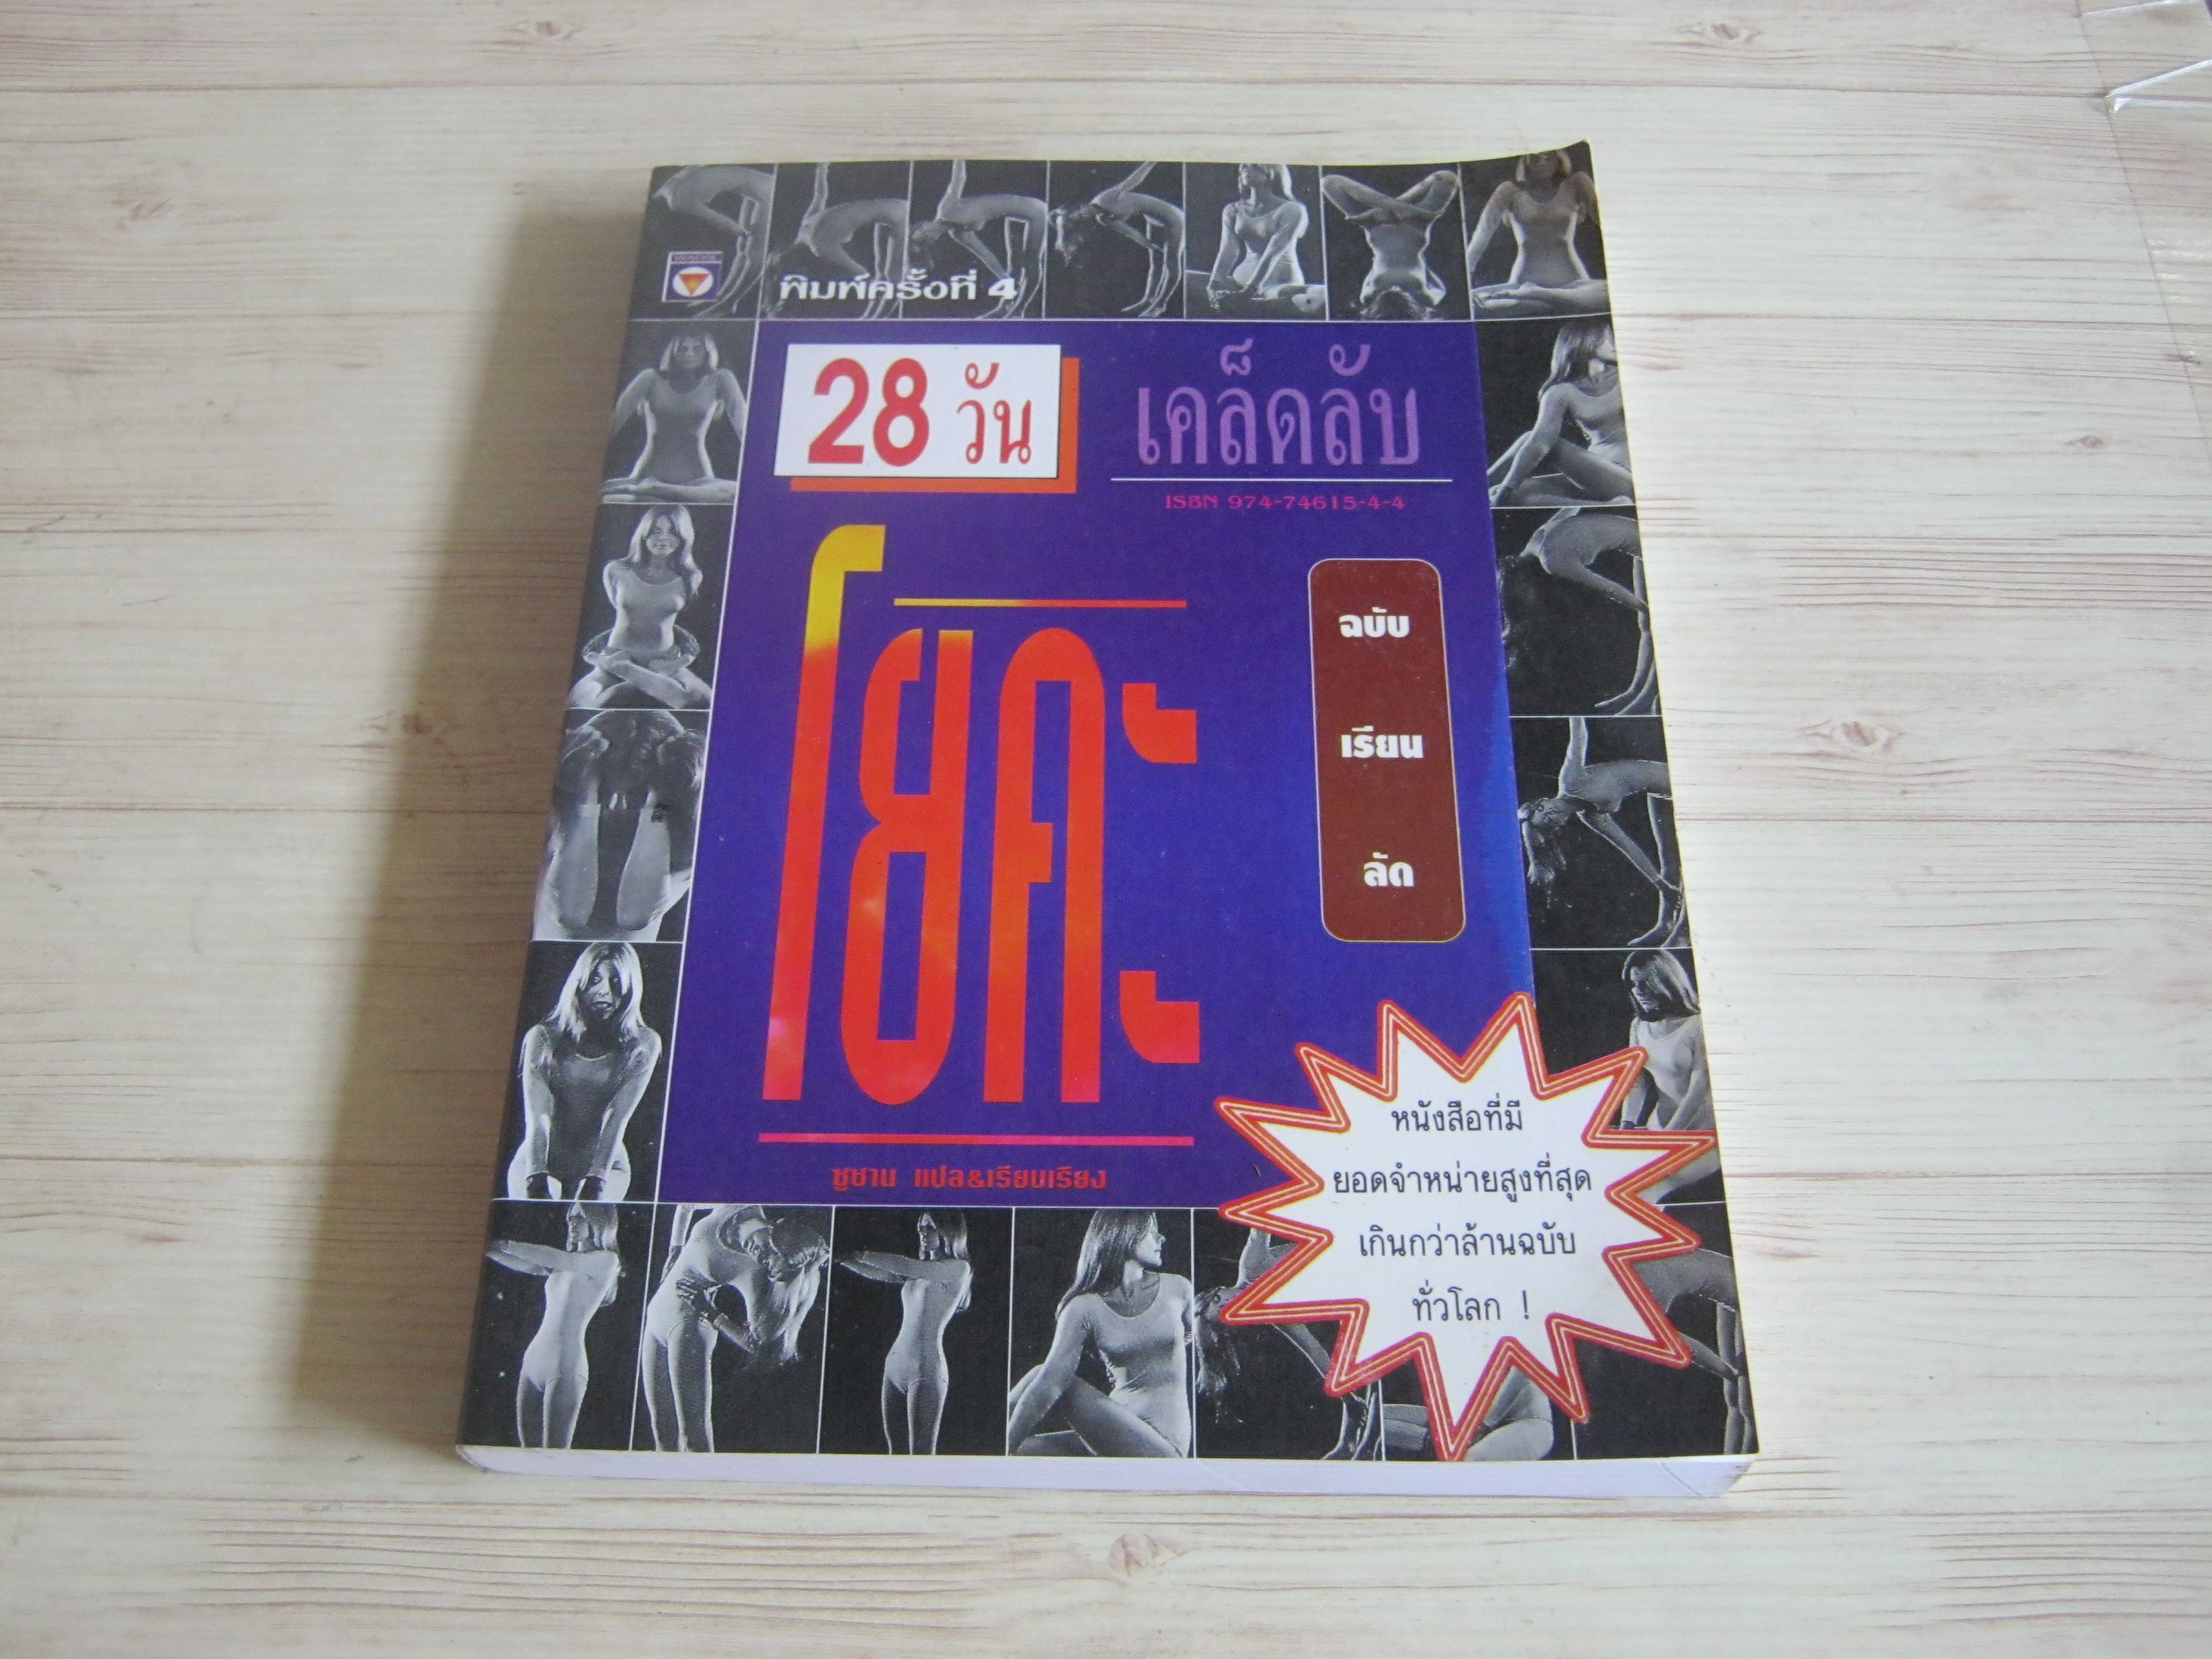 พิมพ์ครั้งที่ 4
28 วัน
เคล็ดลับ
ISBN 974-74615-4-4
โยคะ
ฉบับ
เรียน
ลัด
หนังสือที่มี
ยอดจำหน่ายสูงที่สุด
เกินกว่าล้านฉบับ
ทั่วโลก !
ซูซาน แปล&เรียบเรียง